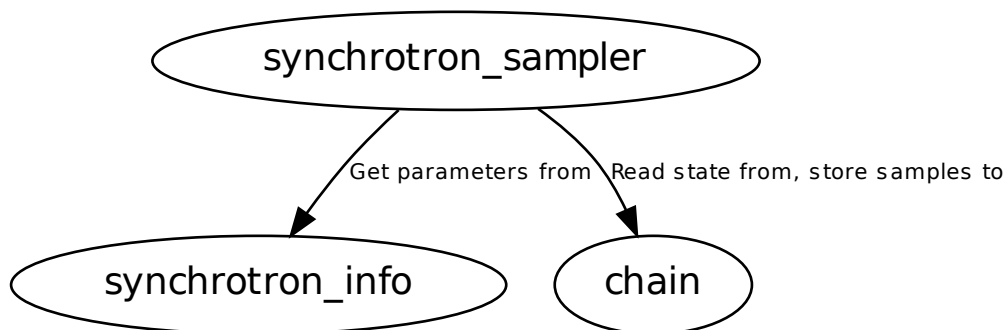 synchrotron_sampler
Get parameters from
Read state from, store samples to
synchrotron_info
chain